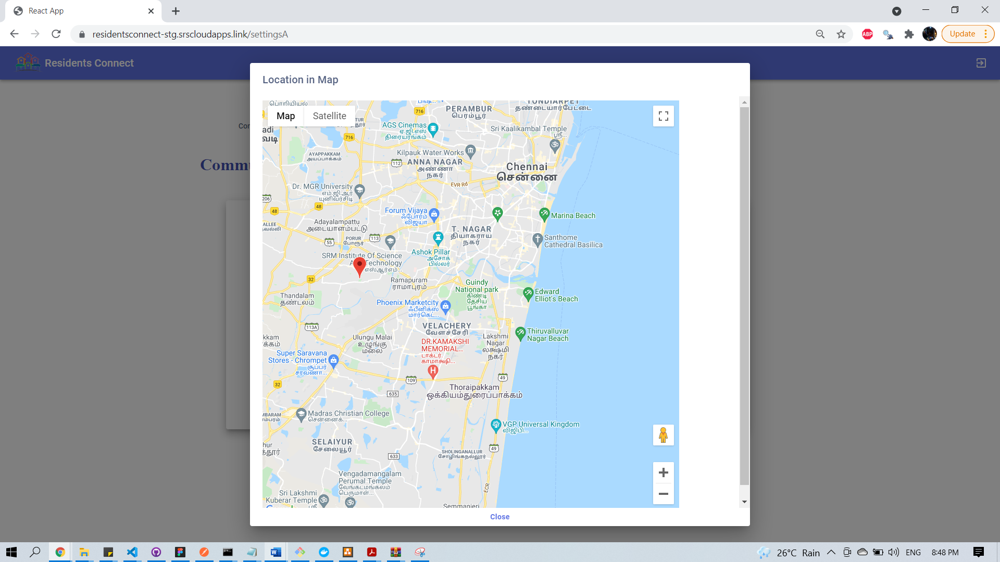 React App
residentsconnect-stg.srscloudapps.link/settingsA
ABP
Update
Residents Connect
Location in Map
Map
Satellite
PERAMBUR
பெரம்பூர்
TONDIARPET
தண்டையார்பேட்டை
716
AGS Cinemas
ஏ.ஜி.எஸ்
திரையரங்கம்
Sri Kaalikambal Temple
ஸ்ரீ...
716
adi
வடி
AYAPPAKKAM
அயப்பாக்கம்
Kilpauk Water Works
112
ANNA NAGAR
அண்ணா
நகர்
Chennai
சென்னை
Commu
EVR Rd
Dr. MGR University
எம்.ஜி.ஆர்
யுனிவர்சிடி
206
48
48
Forum Vijaya
ஃபோரம்
விஜயா
Marina Beach
Adayalampattu
அடையாளம்பட்டு
T. NAGAR
தியாகராய
நகர்
PORUR
போரூர்
113
55
Santhome
Cathedral Basilica
Ashok Pillar
அசோக்
பில்லர்
SRM Institute Of Science
Technology
எஸ்ஆர்எம்...
32
Ramapuram
ராமாபுரம்
Guindy
National park
கிண்டி
தேசிய
பூங்கா
Edward
Elliot's Beach
Thandalam
தண்டலம்
Phoenix Marketcity
ஃபீனிக்ஸ்
மார்கெட்...
113A
VELACHERY
வேளச்சேரி
Thiruvalluvar
Nagar Beach
Ulungu Malai
உழுங்கு
மலை
Lakshmi
Nagar
லக்ஷ்மி
நகர்
DR.KAMAKSHI
MEMORIAL...
டாக்டர்.
காமாக்ஷி...
Super Saravana
Stores - Chrompet
சூப்பர்
சரவணா...
H
109
49
32
635
Thoraipakkam
ஒக்கியம்துரைப்பாக்கம்
Madras Christian College
சென்னைக்...
VGP Universal Kingdom
விஜிபி...
SELAIYUR
சேலையூர்
49
SHOLINGANALLUR
சோழிங்கநல்லூர்
633
Vengadamangalam
Perumal Temple
வேங்கடமங்கலம்
பெருமாள்...
ECR
Sri Lakshmi
Kuberar Temple
ஸ்ரீ
Semmanjeri
Close
26°C Rain
ENG
8:48 PM